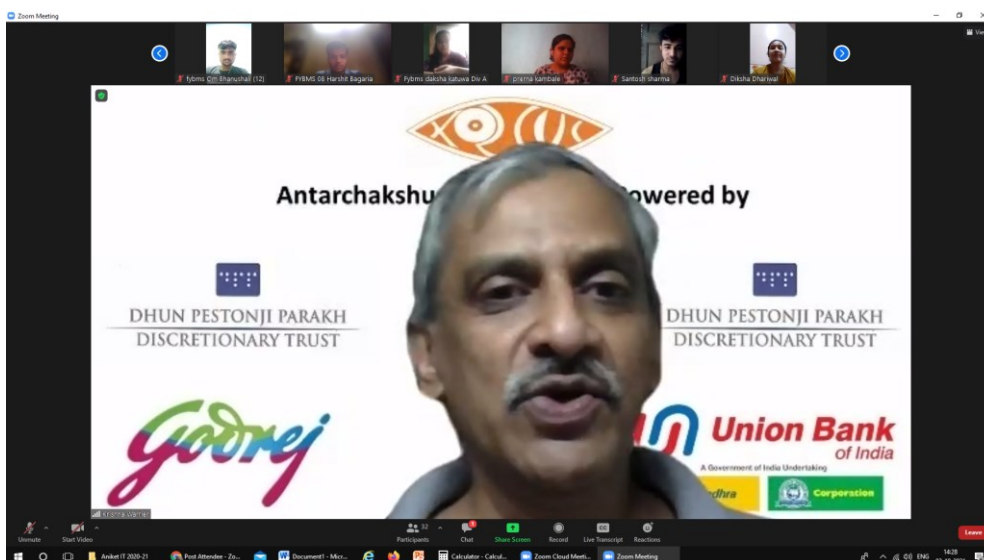 Zoom Meeting
View
fybms Om Bhanushali (12)
FYBMS 08 Harshit Bagaria
Fybms daksha katuwa Div A
prerna kambale
Santosh sharma
Diksha Dhariwal
Antarchakshu
owered by
DHUN PESTONJI PARAKH
DISCRETIONARY TRUST
DHUN PESTONJI PARAKH
DISCRETIONARY TRUST
Godrej
Union Bank
of India
A Government of India Undertaking
Corporation
Unmute
Start Video
Participants
32
Chat
Share Screen
Record
Live Transcript
Reactions
Leave
Aniket IT 2020-21
Post Attendee - Zo...
Document1 - Micr...
Calculator - Calcul...
Zoom Cloud Meeti...
Zoom Meeting
ENG
14:28